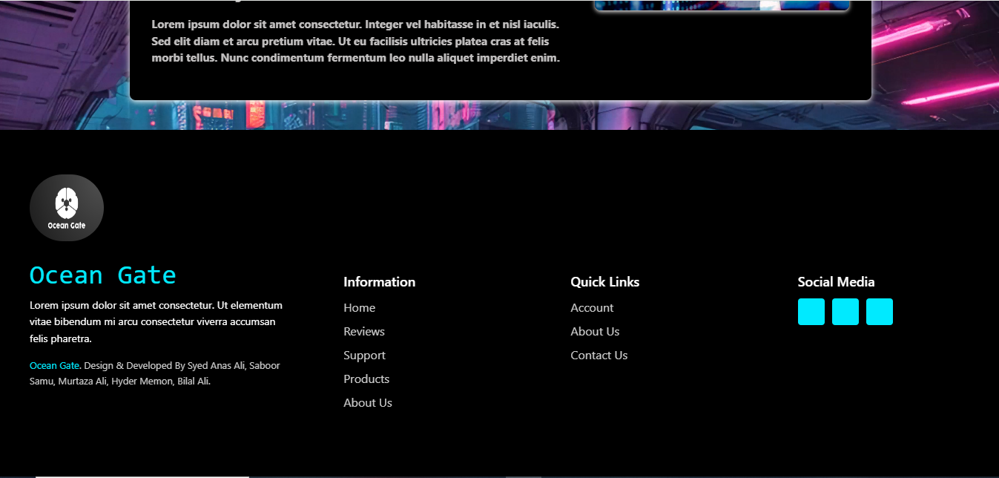 Lorem ipsum dolor sit amet consectetur. Integer vel habitasse in et nisl iaculis.
Sed elit diam et arcu pretium vitae. Ut eu facilisis ultricies platea cras at felis
morbi tellus. Nunc condimentum fermentum leo nulla aliquet imperdiet enim.
Ocean Gate
Ocean Gate
Lorem ipsum dolor sit amet consectetur. Ut elementum
vitae bibendum mi arcu consectetur viverra accumsan
felis pharetra.
Ocean Gate. Design & Developed By Syed Anas Ali, Saboor
Samu, Murtaza Ali, Hyder Memon, Bilal Ali.
Information
Home
Reviews
Support
Products
About Us
Quick Links
Account
About Us
Contact Us
Social Media